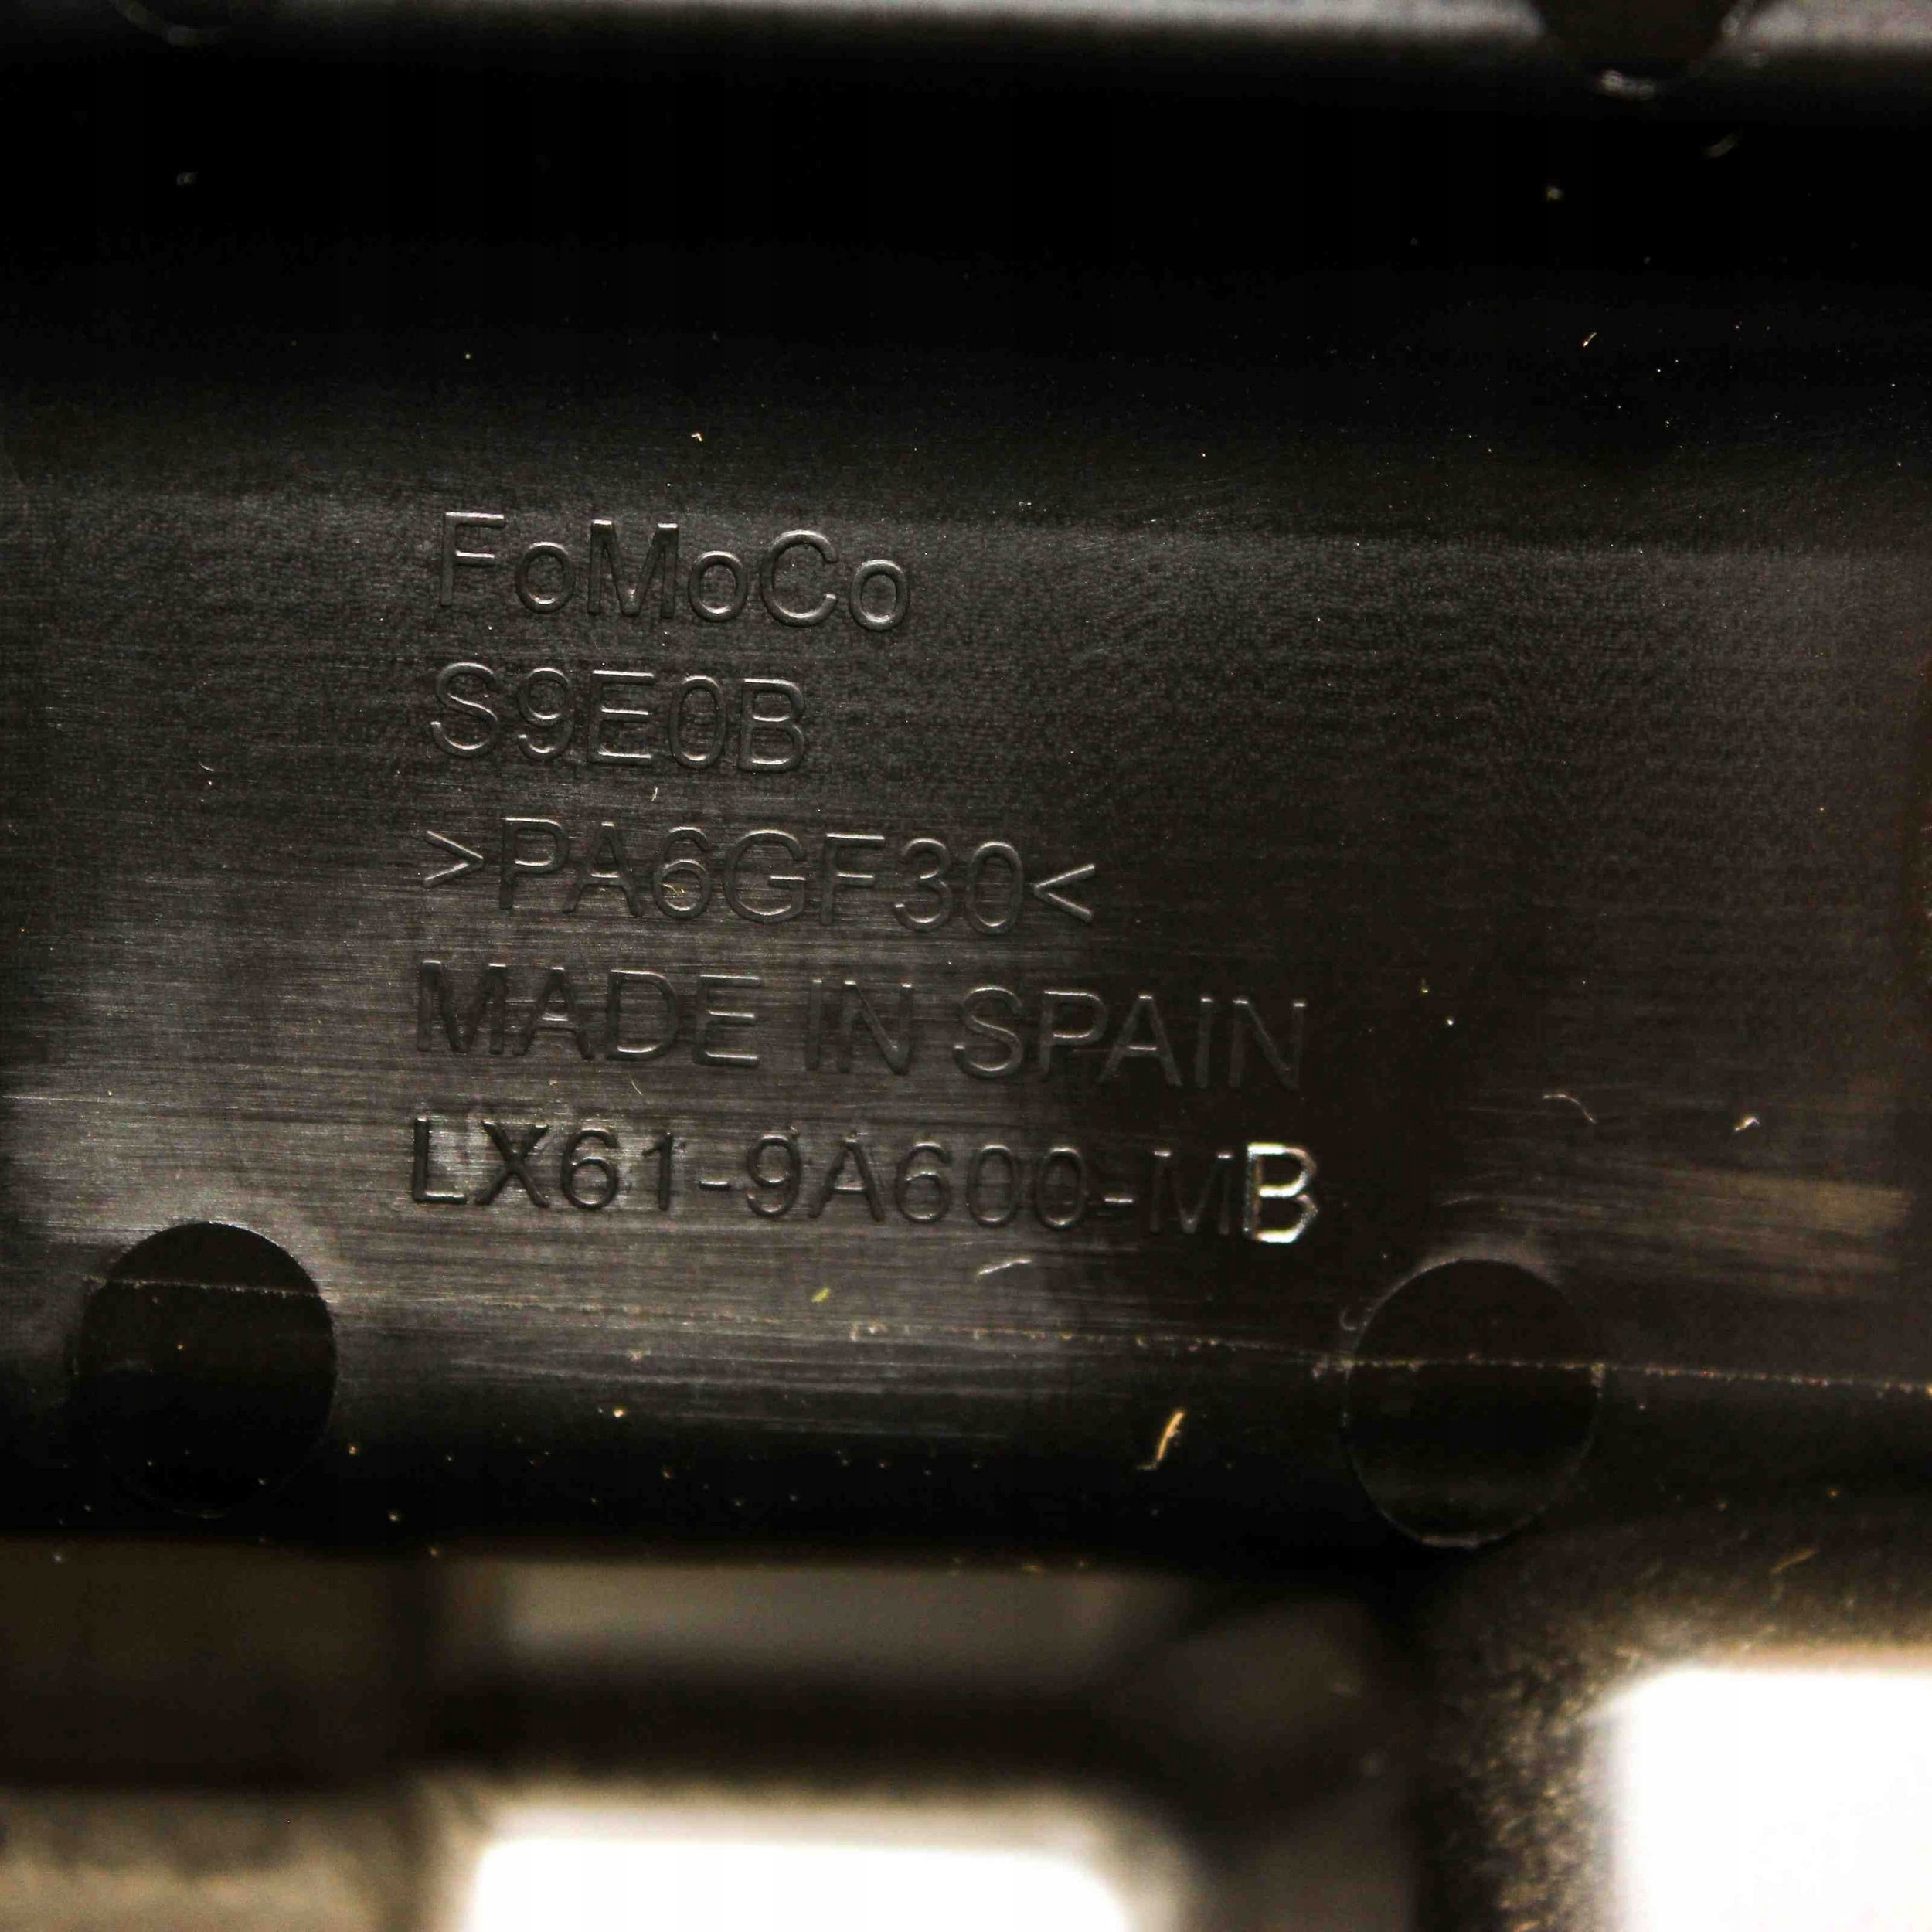 FoMoCo
S9E0B
>PA6GF30<
MADE IN SPAIN
LX61-9A600-MB